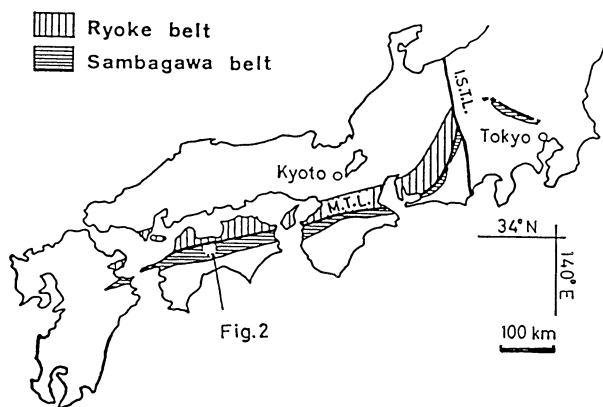 Ryoke belt
Sambagawa belt
I.S.T.L.
Tokyo
Kyoto
M.T.L.
34°N
140°E
Fig.2
100 km